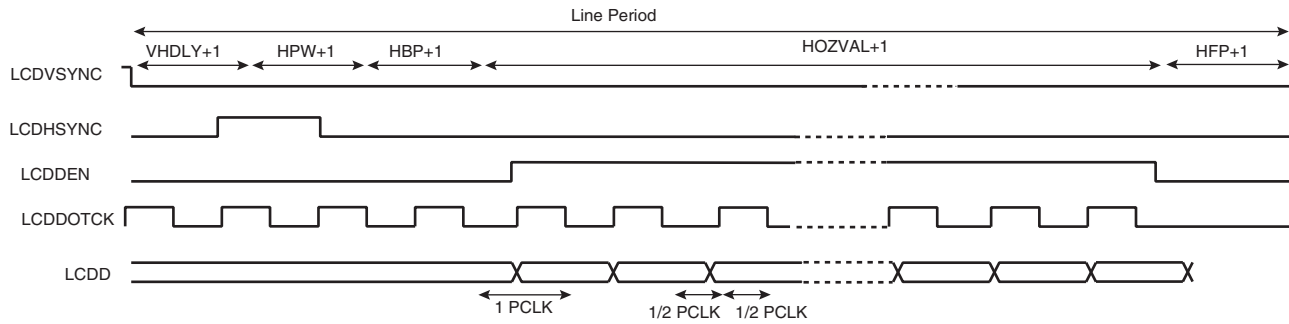 Line Period
VHDLY+1 HPW+1 HBP+1 HOZVAL+1 HFP+1
LCDVSYNC
LCDHSYNC
LCDDEN
LCDDOTCK
LCDD
1 PCLK 1/2 PCLK 1/2 PCLK